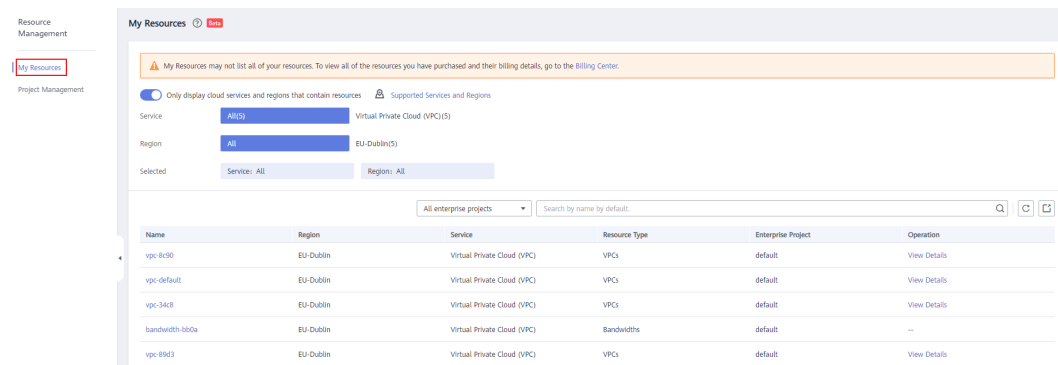 Resource
Management
My Resources
Project Management
My Resources ? Beta
My Resources may not list all of your resources. To view all of the resources you have purchased and their billing details, go to the Billing Center.
Only display cloud services and regions that contain resources Supported Services and Regions
Service All(5) Virtual Private Cloud (VPC)(5)
Region All EU-Dublin(5)
Selected Service: All Region: All
All enterprise projects Search by name by default.
Name Region Service Resource Type Enterprise Project Operation
vpc-8c90 EU-Dublin Virtual Private Cloud (VPC) VPCs default View Details
vpc-default EU-Dublin Virtual Private Cloud (VPC) VPCs default View Details
vpc-34c8 EU-Dublin Virtual Private Cloud (VPC) VPCs default View Details
bandwidth-bb0a EU-Dublin Virtual Private Cloud (VPC) Bandwidths default --
vpc-89d3 EU-Dublin Virtual Private Cloud (VPC) VPCs default View Details